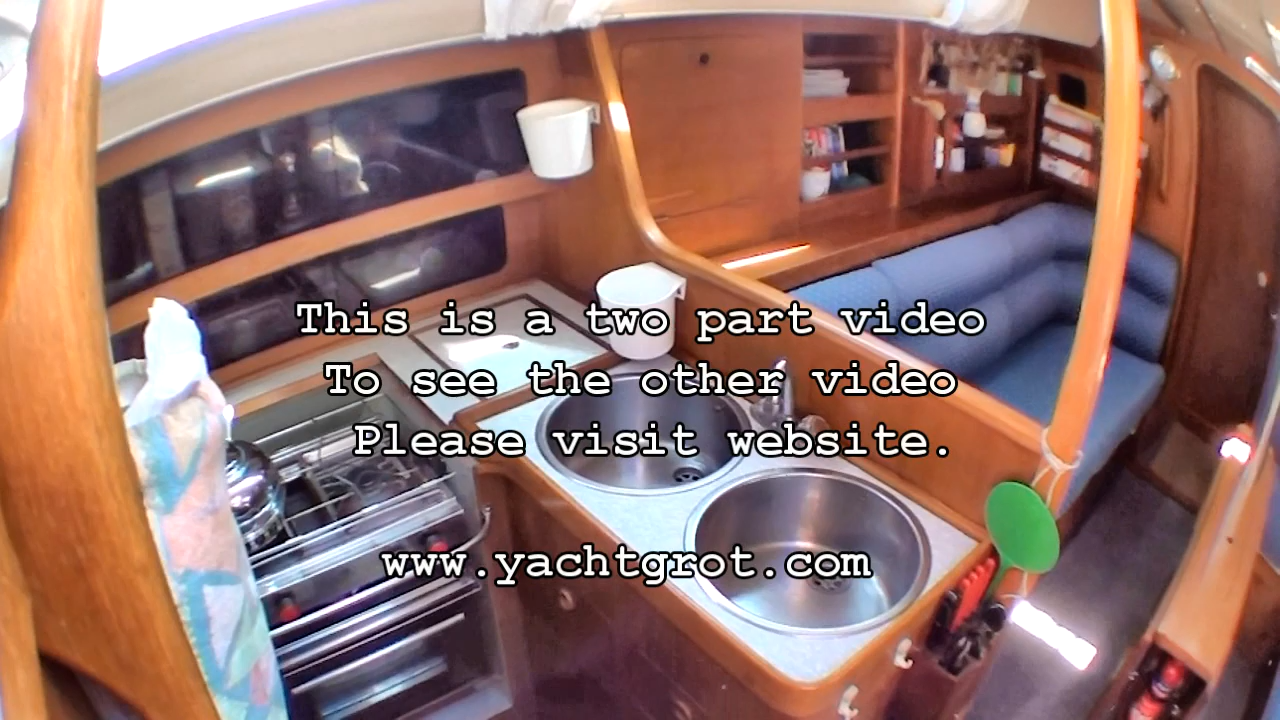 This is a two part video
To see the other video
Please visit website.
www.yachtgrot.com